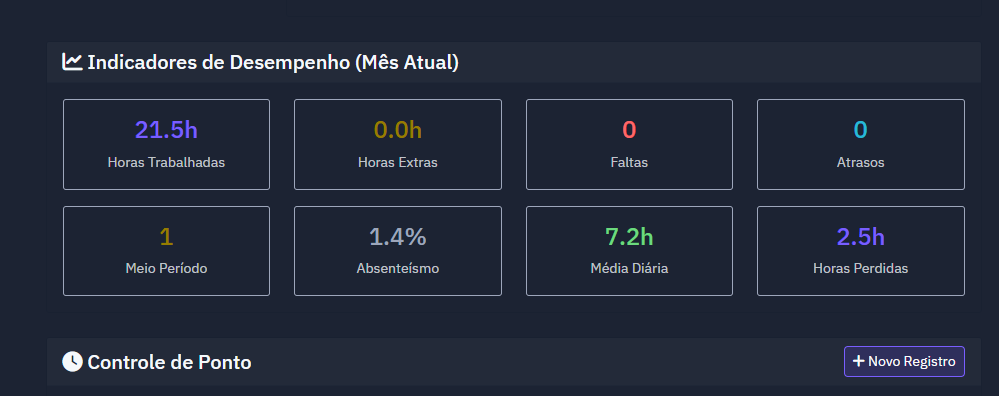 Indicadores de Desempenho (Mês Atual)
21.5h
Horas Trabalhadas
0.0h
Horas Extras
0
Faltas
0
Atrasos
1
Meio Período
1.4%
Absenteísmo
7.2h
Média Diária
2.5h
Horas Perdidas
Controle de Ponto
+ Novo Registro